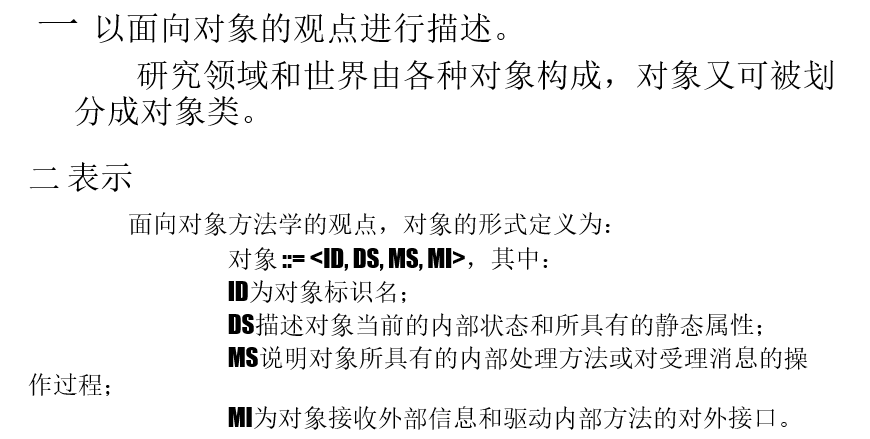 一 以面向对象的观点进行描述。
研究领域和世界由各种对象构成，对象又可被划
分成对象类。
二 表示
面向对象方法学的观点，对象的形式定义为：
对象 ::= <ID, DS, MS, MI>，其中：
ID为对象标识名；
DS描述对象当前的内部状态和所具有的静态属性；
MS说明对象所具有的内部处理方法或对受理消息的操
作过程；
MI为对象接收外部信息和驱动内部方法的对外接口。